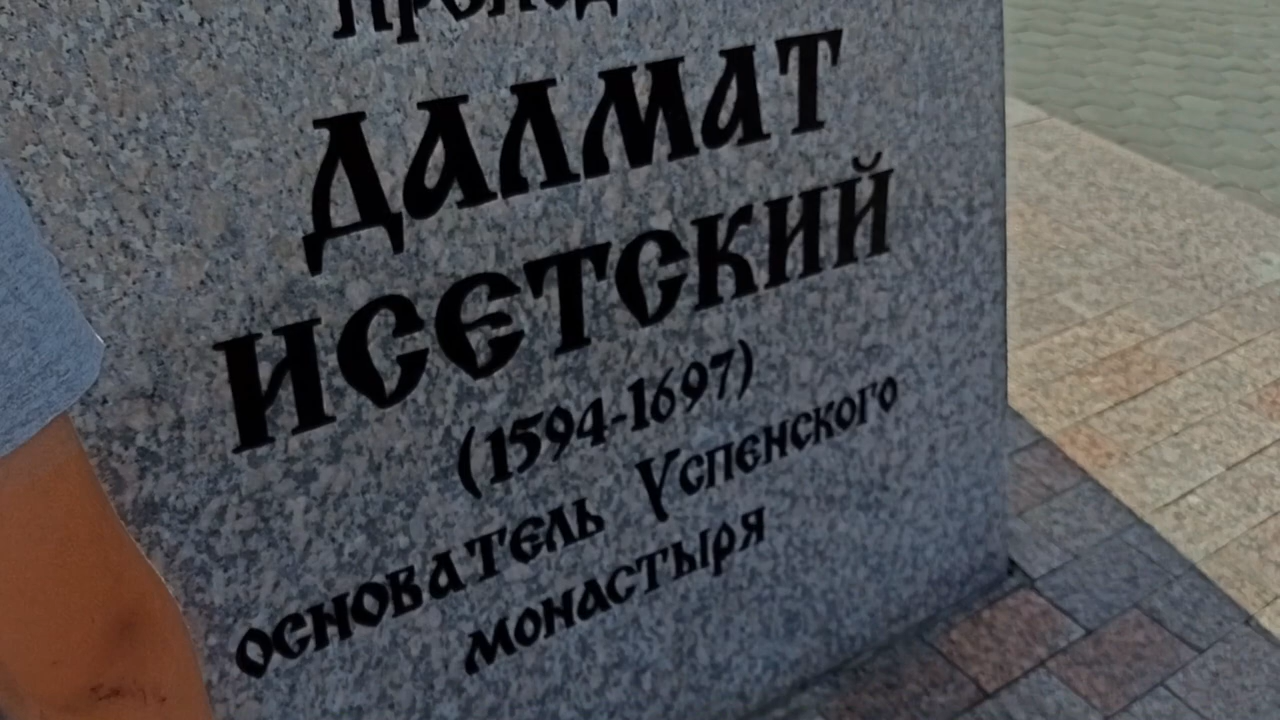 ДАЛМАТ
ИСЕТСКИЙ
(1594-1697)
основатель Успенского
монастыря